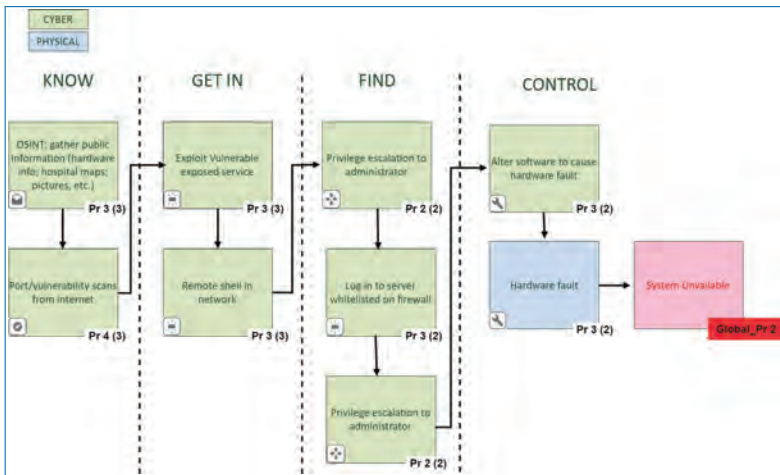 CYBER
PHYSICAL
KNOW
GET IN
FIND
CONTROL
OSINT: gather public
information (hardware
info; hospital maps;
pictures, etc.)
Pr 3 (3)
Port/vulnerability scans
from internet
Pr 4 (3)
Exploit Vulnerable
exposed service
Pr 3 (3)
Remote shell in
network
Pr 3 (3)
Privilege escalation to
administrator
Pr 2 (2)
Log in to server
whitelisted on firewall
Pr 3 (2)
Privilege escalation to
administrator
Pr 2 (2)
Alter software to cause
hardware fault
Pr 3 (2)
Hardware fault
Pr 3 (2)
System Unvailable
Global_Pr 2